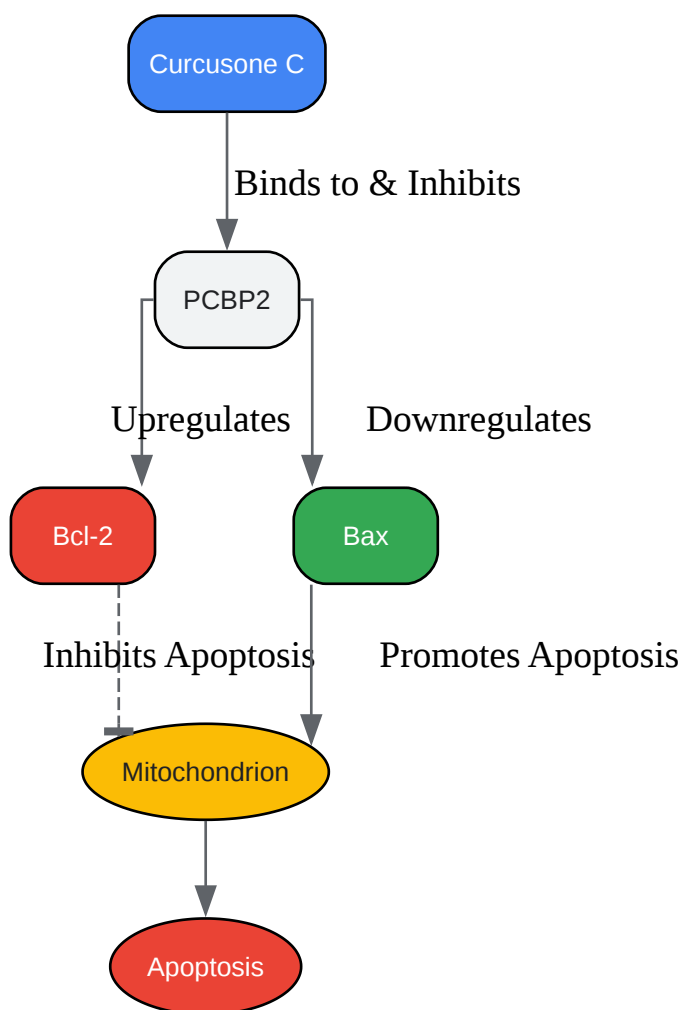 Curcusone C
Binds to & Inhibits
PCBP2
Upregulates
Downregulates
Bcl-2
Bax
Inhibits Apoptosis
Promotes Apoptosis
Mitochondrion
Apoptosis